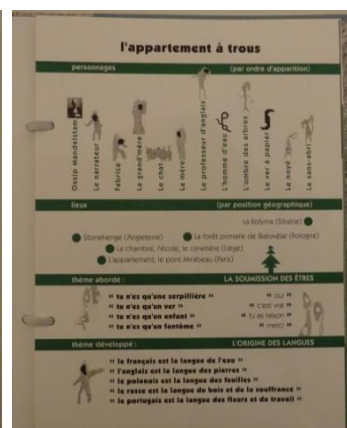 l'appartement à trous
personnages (par ordre d'apparition)
Ossip Mandelstam
Le narrateur
Fabrice
La grand'mère
Le chat
La mère
Le professeur d'anglais
L'homme d'eau
L'ombre des arbres
Le ver à papier
Le noyé
Le sans-abri
lieux (par position géographique)
La Kolyma (Sibérie)
Stonehenge (Angleterre)
La forêt primaire de Bialowiese (Pologne)
La chambre, l'école, le cimetière (Liège)
L'appartement, le pont Mirabeau (Paris)
thème abordé : LA SOUMISSION DES ÊTRES
" tu n'es qu'une serpillière " " oui "
" tu n'es qu'un ver " " c'est vrai "
" tu n'es qu'un enfant " " tu as raison "
" tu n'es qu'un fantôme " " merci "
thème développé : L'ORIGINE DES LANGUES
" le français est la langue de l'eau "
" l'anglais est la langue des pierres "
" le polonais est la langue des feuilles "
" le russe est la langue du bois et de la souffrance "
" le portugais est la langue des fleurs et du travail "